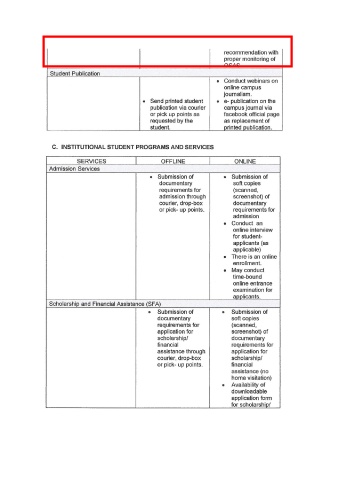 recommendation with
proper monitoring of
Student Publication
• Send printed student
publication via courier
or pick up points as
requested by the
student.
• Conduct webinars on
online campus
journalism.
• e- publication on the
campus journal via
facebook official page
as replacement of
printed publication.
C. INSTITUTIONAL STUDENT PROGRAMS AND SERVICES
SERVICES OFFLINE ONLINE
Admission Services
• Submission of
documentary
requirements for
admission through
courier, drop-box
or pick- up points.
• Submission of
soft copies
(scanned,
screenshot) of
documentary
requirements for
admission
• Conduct an
online interview
for student-
applicants (as
applicable)
• There is an online
enrollment.
• May conduct
time-bound
online entrance
examination for
applicants.
Scholarship and Financial Assistance (SFA)
• Submission of
documentary
requirements for
application for
scholarship/
financial
assistance through
courier, drop-box
or pick- up points.
• Submission of
soft copies
(scanned,
screenshot) of
documentary
requirements for
application for
scholarship/
financial
assistance (no
home visitation)
• Availability of
downloadable
application form
for scholarship/